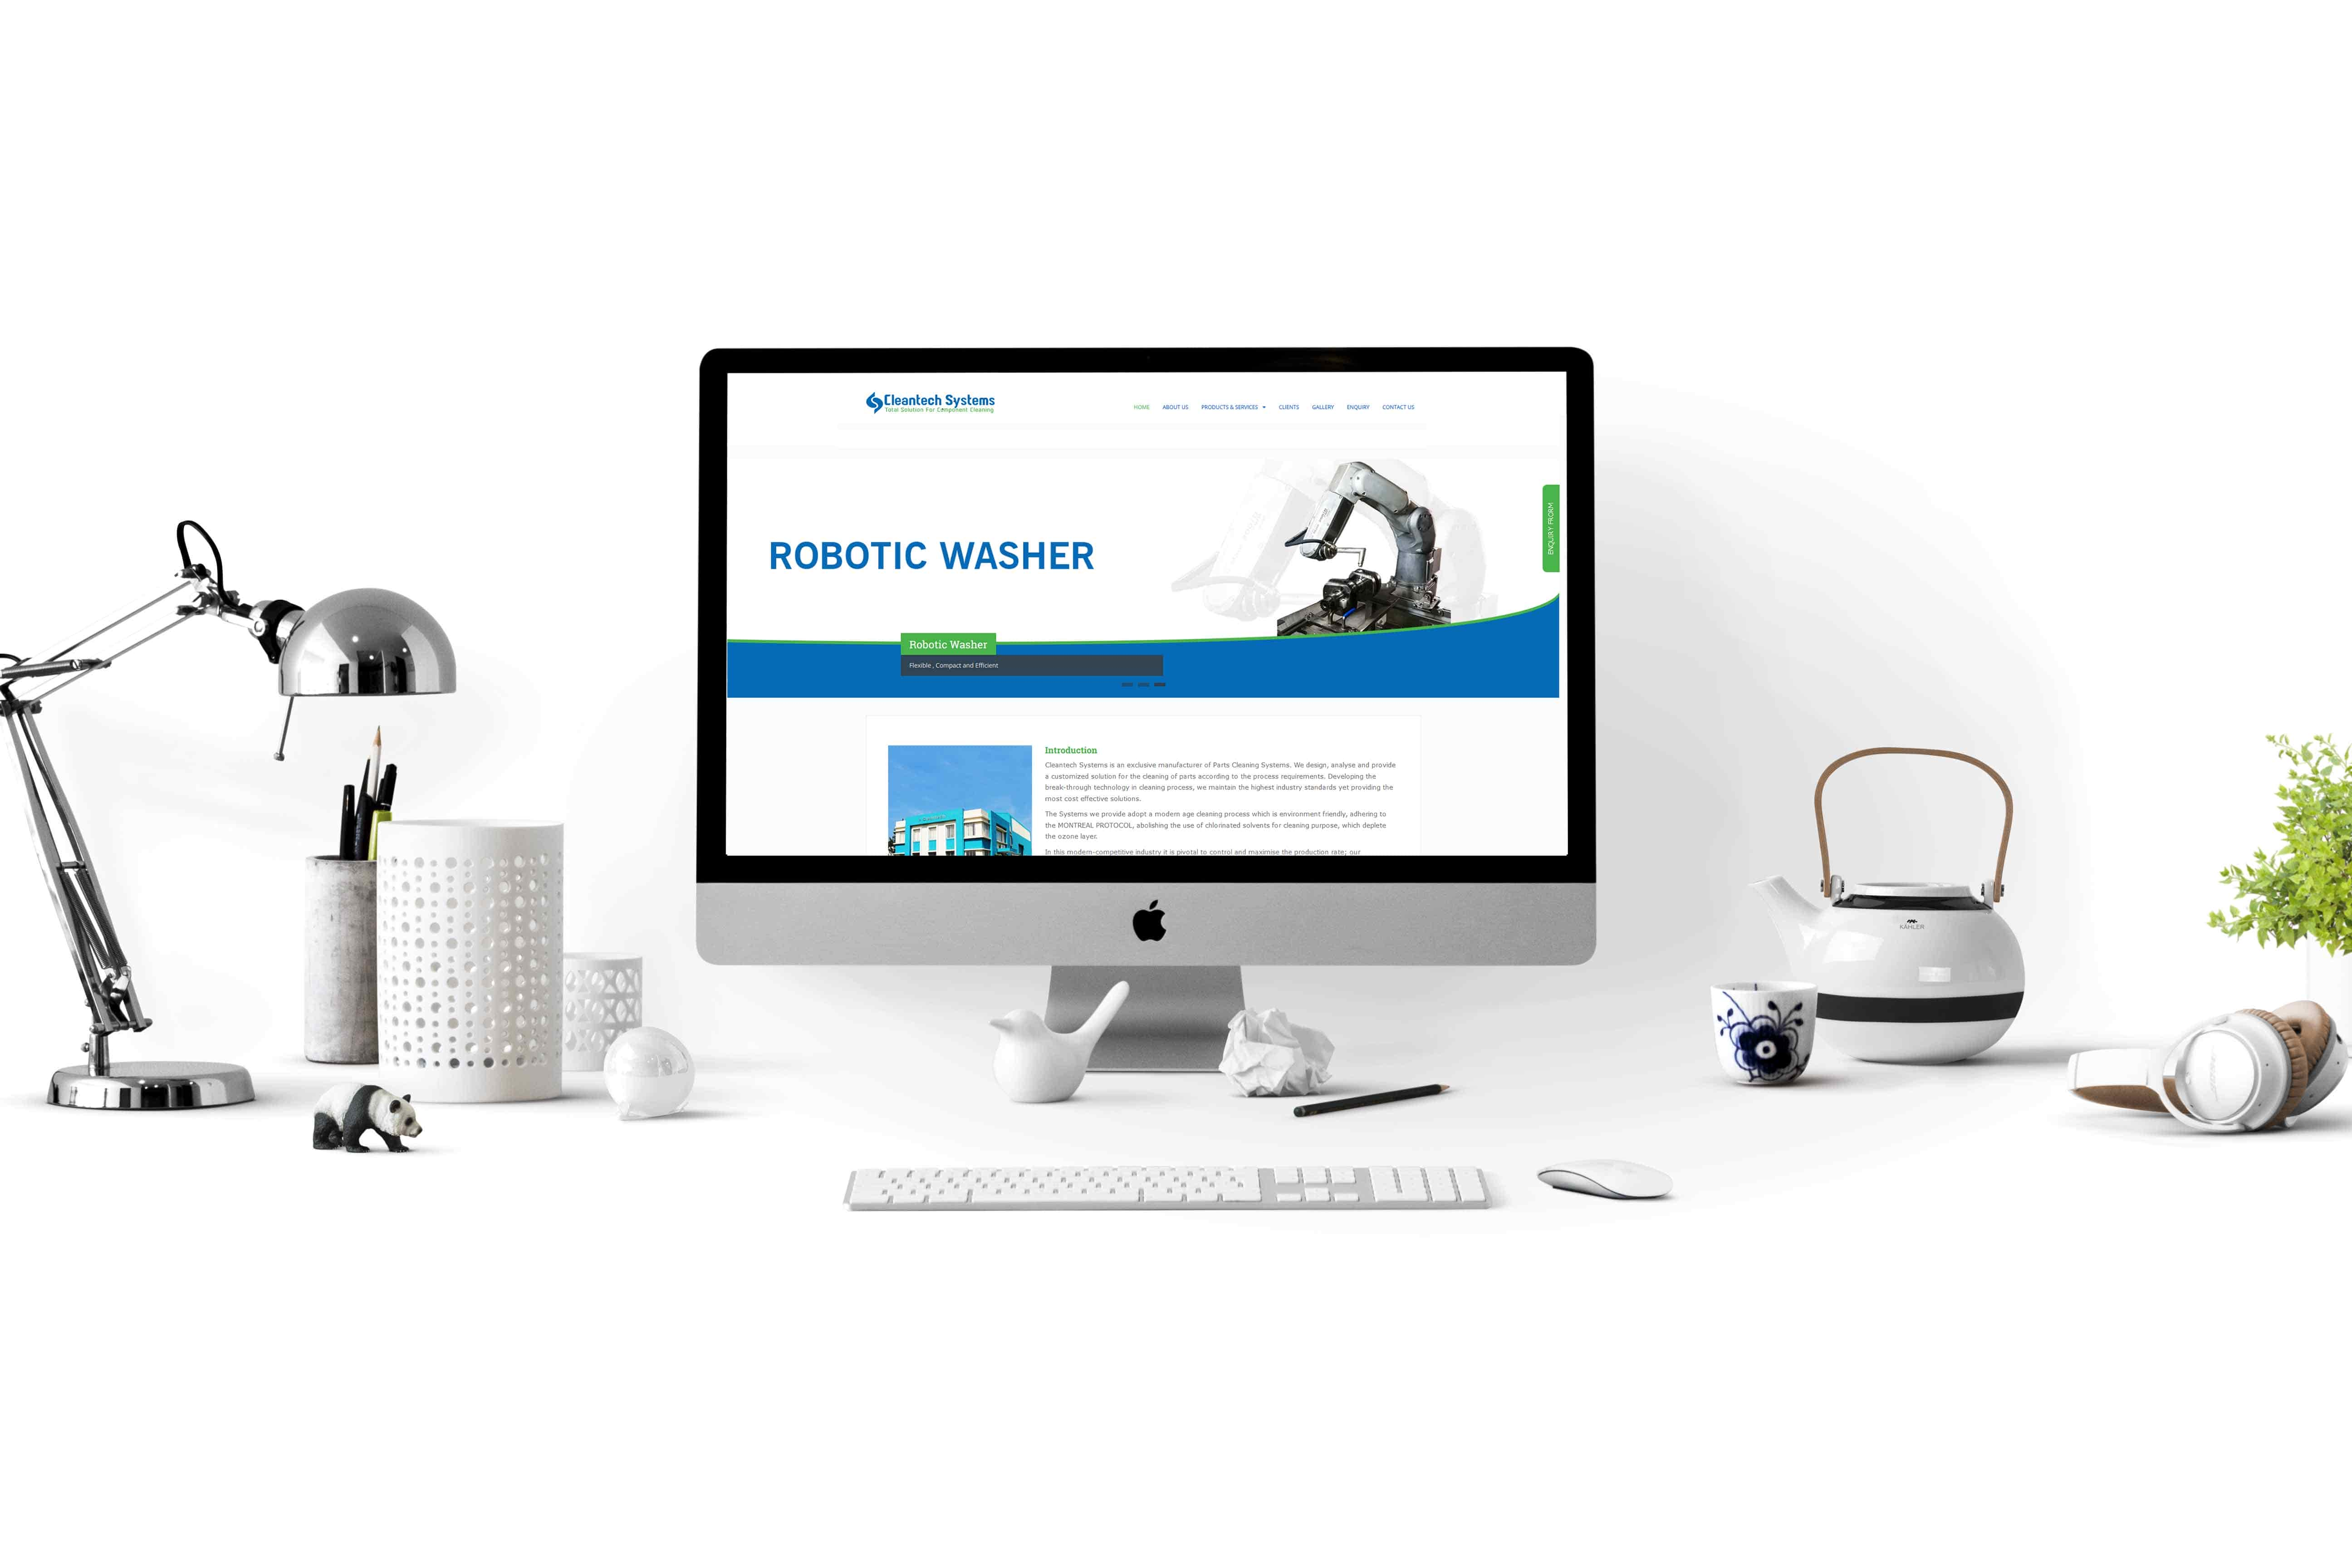 Cleantech Systems
Total Solution For Component Cleaning
HOME ABOUT US PRODUCTS & SERVICES CLIENTS GALLERY ENQUIRY CONTACT US
ROBOTIC WASHER
ENQUIRY FRORM
Robotic Washer
Flexible , Compact and Efficient
Introduction
Cleantech Systems is an exclusive manufacturer of Parts Cleaning Systems. We design, analyse and provide
a customized solution for the cleaning of parts according to the process requirements. Developing the
break-through technology in cleaning process, we maintain the highest industry standards yet providing the
most cost effective solutions.
The Systems we provide adopt a modern age cleaning process which is environment friendly, adhering to
the MONTREAL PROTOCOL, abolishing the use of chlorinated solvents for cleaning purpose, which deplete
the ozone layer.
In this modern-competitive industry it is pivotal to control and maximise the production rate; our
KÄHLER